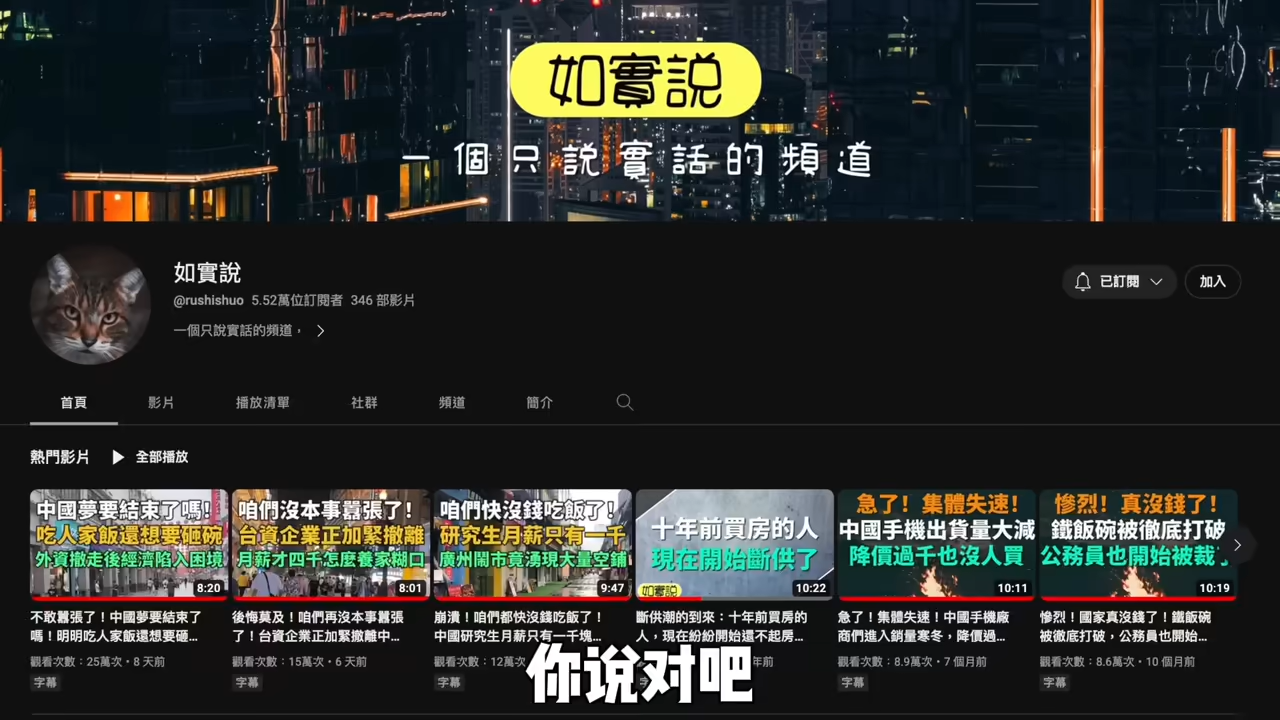 如實說
一個只說實話的頻道
如實說
@rushishuo 5.52萬位訂閱者 346 部影片
一個只說實話的頻道，
已訂閱
加入
首頁 影片 播放清單 社群 頻道 簡介
熱門影片 全部播放
中國夢要結束了嗎！
吃人家飯還想要砸碗
外資撤走後經濟陷入困境
8:20
不敢囂張了！中國夢要結束了
嗎！明明吃人家飯還想要砸...
觀看次數：25萬次・8 天前
字幕
咱們沒本事囂張了！
台資企業正加緊撤離
月薪才四千怎麼養家糊口
8:01
後悔莫及！咱們再沒本事囂張
了！台資企業正加緊撤離中...
觀看次數：15萬次・6 天前
字幕
咱們快沒錢吃飯了！
研究生月薪只有一千
廣州鬧市竟湧現大量空鋪
9:47
崩潰！咱們都快沒錢吃飯了！
中國研究生月薪只有一千塊...
觀看次數：12萬次
字幕
十年前買房的人
現在開始斷供了
如實說
10:22
斷供潮的到來：十年前買房的
人，現在紛紛開始還不起房...
年前
急了！集體失速！
中國手機出貨量大減
降價過千也沒人買
10:11
急了！集體失速！中國手機廠
商們進入銷量寒冬，降價過...
觀看次數：8.9萬次・7 個月前
字幕
慘烈！真沒錢了！
鐵飯碗被徹底打破
公務員也開始被裁
10:19
慘烈！國家真沒錢了！鐵飯碗
被徹底打破，公務員也開始...
觀看次數：8.6萬次・10 個月前
字幕
你说对吧